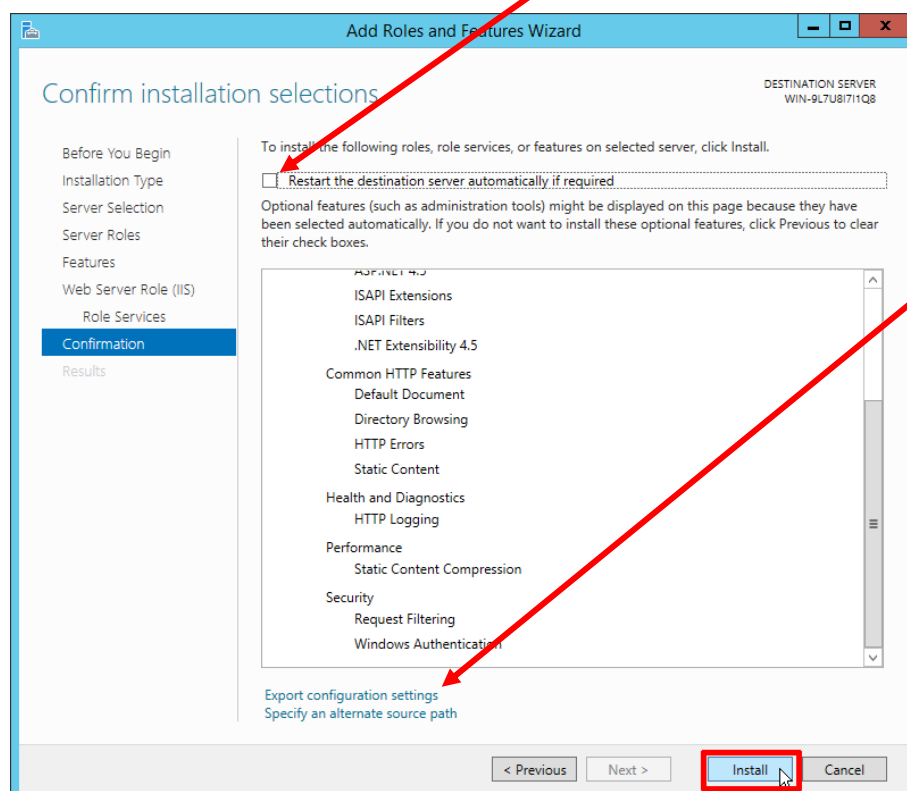 Add Roles and Features Wizard
Confirm installation selections
DESTINATION SERVER
WIN-9L7U8I7I1Q8
Before You Begin
Installation Type
Server Selection
Server Roles
Features
Web Server Role (IIS)
Role Services
Confirmation
Results
To install the following roles, role services, or features on selected server, click Install.
Restart the destination server automatically if required
Optional features (such as administration tools) might be displayed on this page because they have
been selected automatically. If you do not want to install these optional features, click Previous to clear
their check boxes.
ASP.NET 4.5
ISAPI Extensions
ISAPI Filters
.NET Extensibility 4.5
Common HTTP Features
Default Document
Directory Browsing
HTTP Errors
Static Content
Health and Diagnostics
HTTP Logging
Performance
Static Content Compression
Security
Request Filtering
Windows Authentication
Export configuration settings
Specify an alternate source path
< Previous
Next >
Install
Cancel